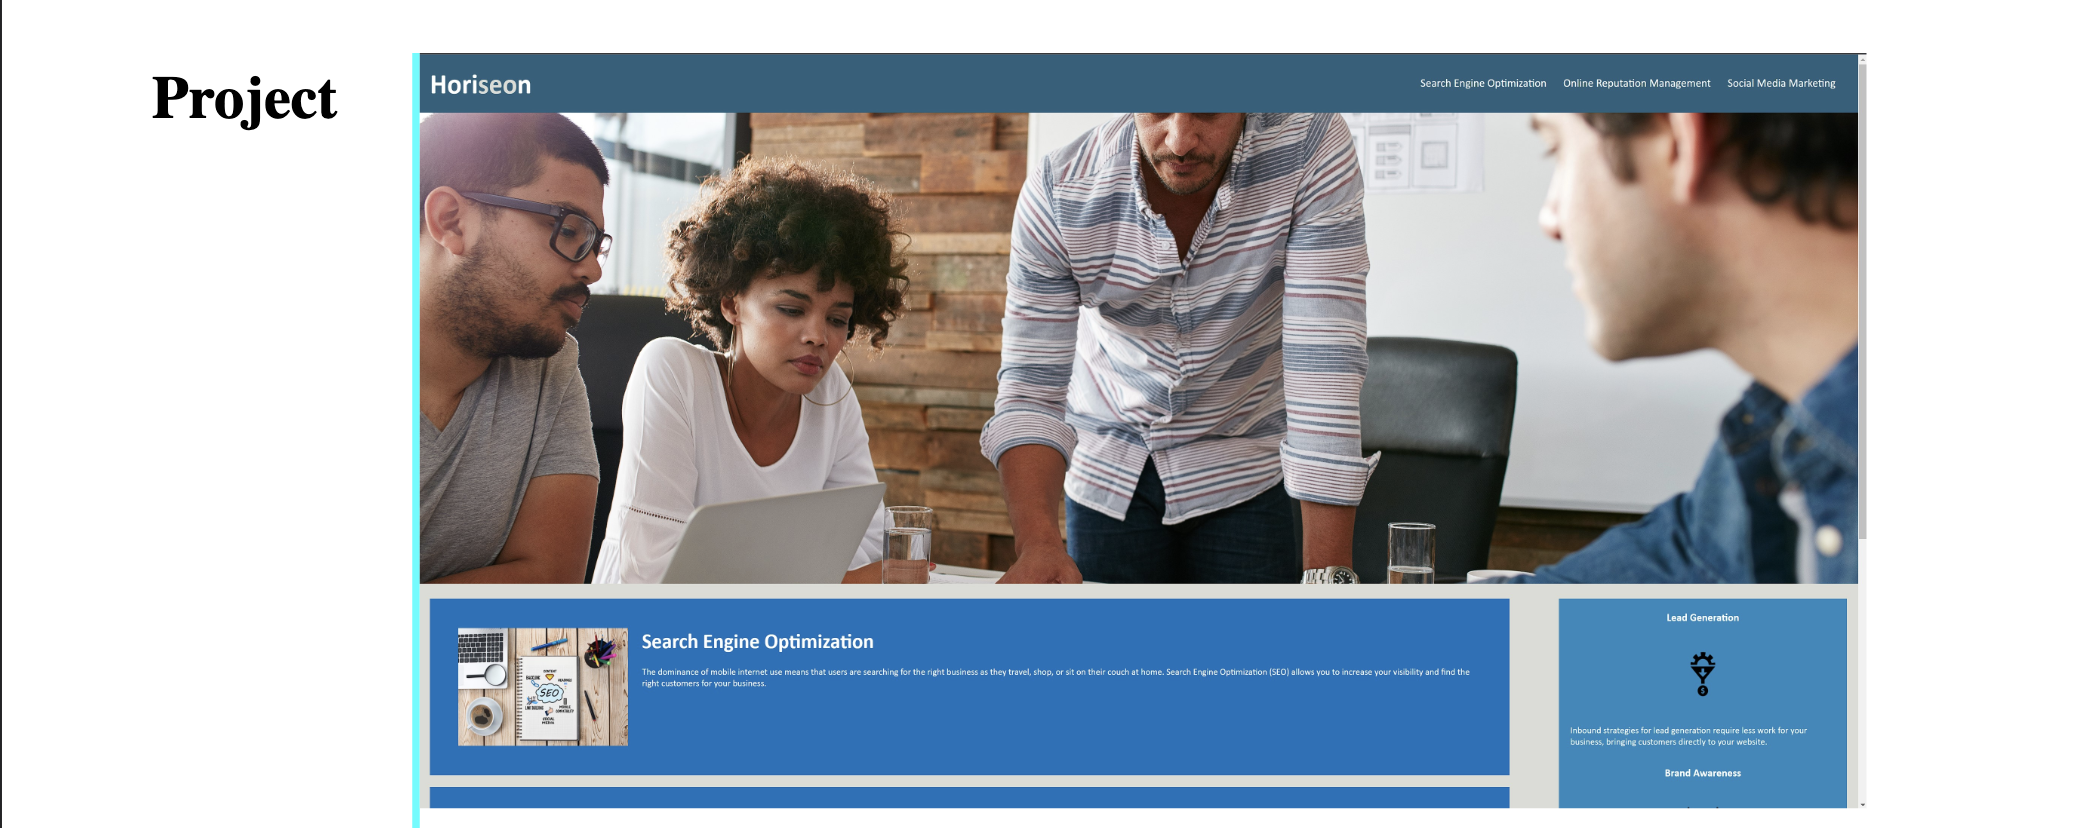 Project
Horiseon
Search Engine Optimization
Online Reputation Management
Social Media Marketing
Search Engine Optimization
The dominance of mobile internet use means that users are searching for the right business as they travel, shop, or sit on their couch at home. Search Engine Optimization (SEO) allows you to increase your visibility and find the
right customers for your business.
SEO
Lead Generation
$
Inbound strategies for lead generation require less work for your
business, bringing customers directly to your website.
Brand Awareness